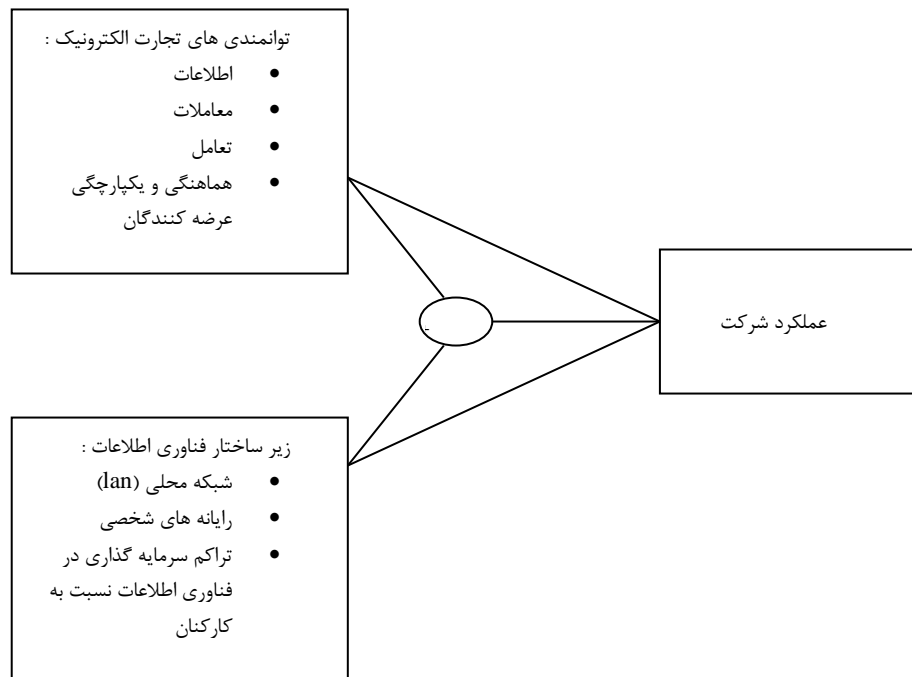 توانمندی های تجارت الکترونیک :
• اطلاعات
• معاملات
• تعامل
• هماهنگی و یکپارچگی
عرضه کنندگان
-
عملکرد شرکت
زیر ساختار فناوری اطلاعات :
• شبکه محلی (lan)
• رایانه های شخصی
• تراکم سرمایه گذاری در
فناوری اطلاعات نسبت به
کارکنان